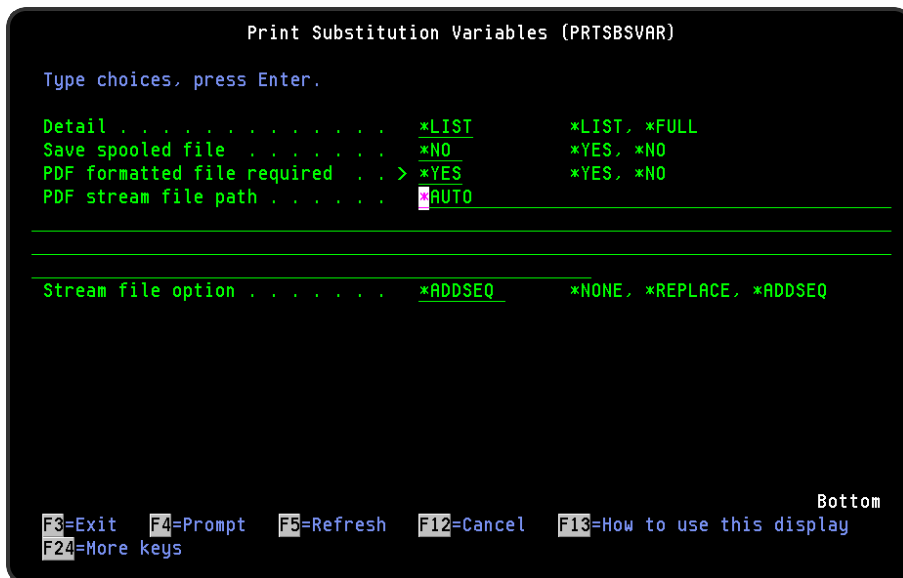 Print Substitution Variables (PRTSBSVAR)
Type choices, press Enter.
Detail . . . . . . . . . . . . . *LIST *LIST, *FULL
Save spooled file . . . . . . . *NO *YES, *NO
PDF formatted file required . . > *YES *YES, *NO
PDF stream file path . . . . . . *AUTO
Stream file option . . . . . . . *ADDSEQ *NONE, *REPLACE, *ADDSEQ
Bottom
F3=Exit F4=Prompt F5=Refresh F12=Cancel F13=How to use this display
F24=More keys